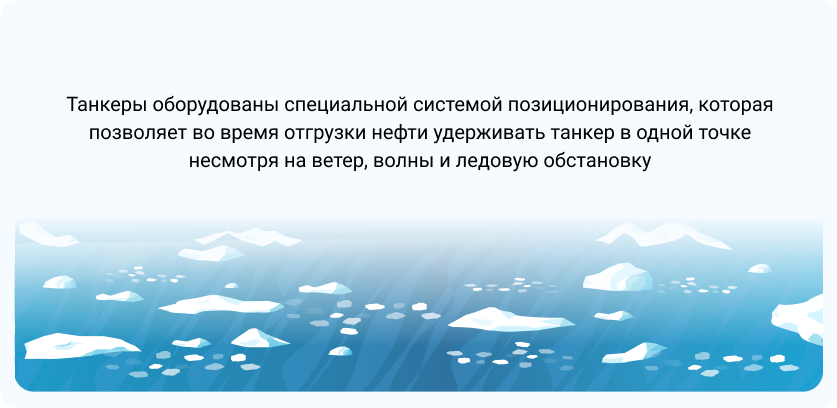 Танкеры оборудованы специальной системой позиционирования, которая
позволяет во время отгрузки нефти удерживать танкер в одной точке
несмотря на ветер, волны и ледовую обстановку